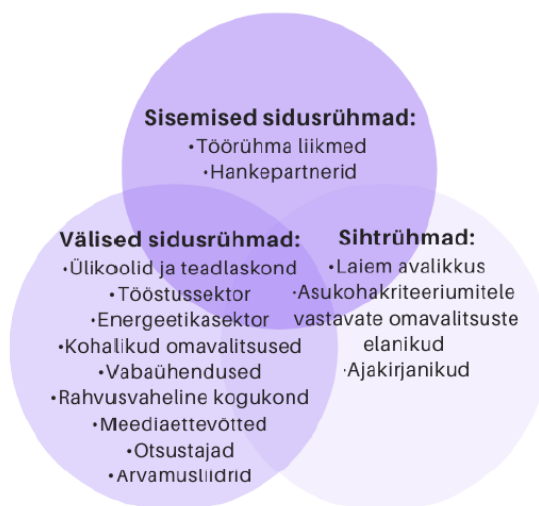 Sisemised sidusrühmad:
•Töörühma liikmed
•Hankepartnerid
Välised sidusrühmad:
•Ülikoolid ja teadlaskond
•Tööstussektor
•Energeetikasektor
•Kohalikud omavalitsused
•Vabaühendused
•Rahvusvaheline kogukond
•Meediaettevõtted
•Otsustajad
•Arvamusliidrid
Sihtrühmad:
•Laiem avalikkus
•Asukohakriteeriumitele
vastavate omavalitsuste
elanikud
•Ajakirjanikud